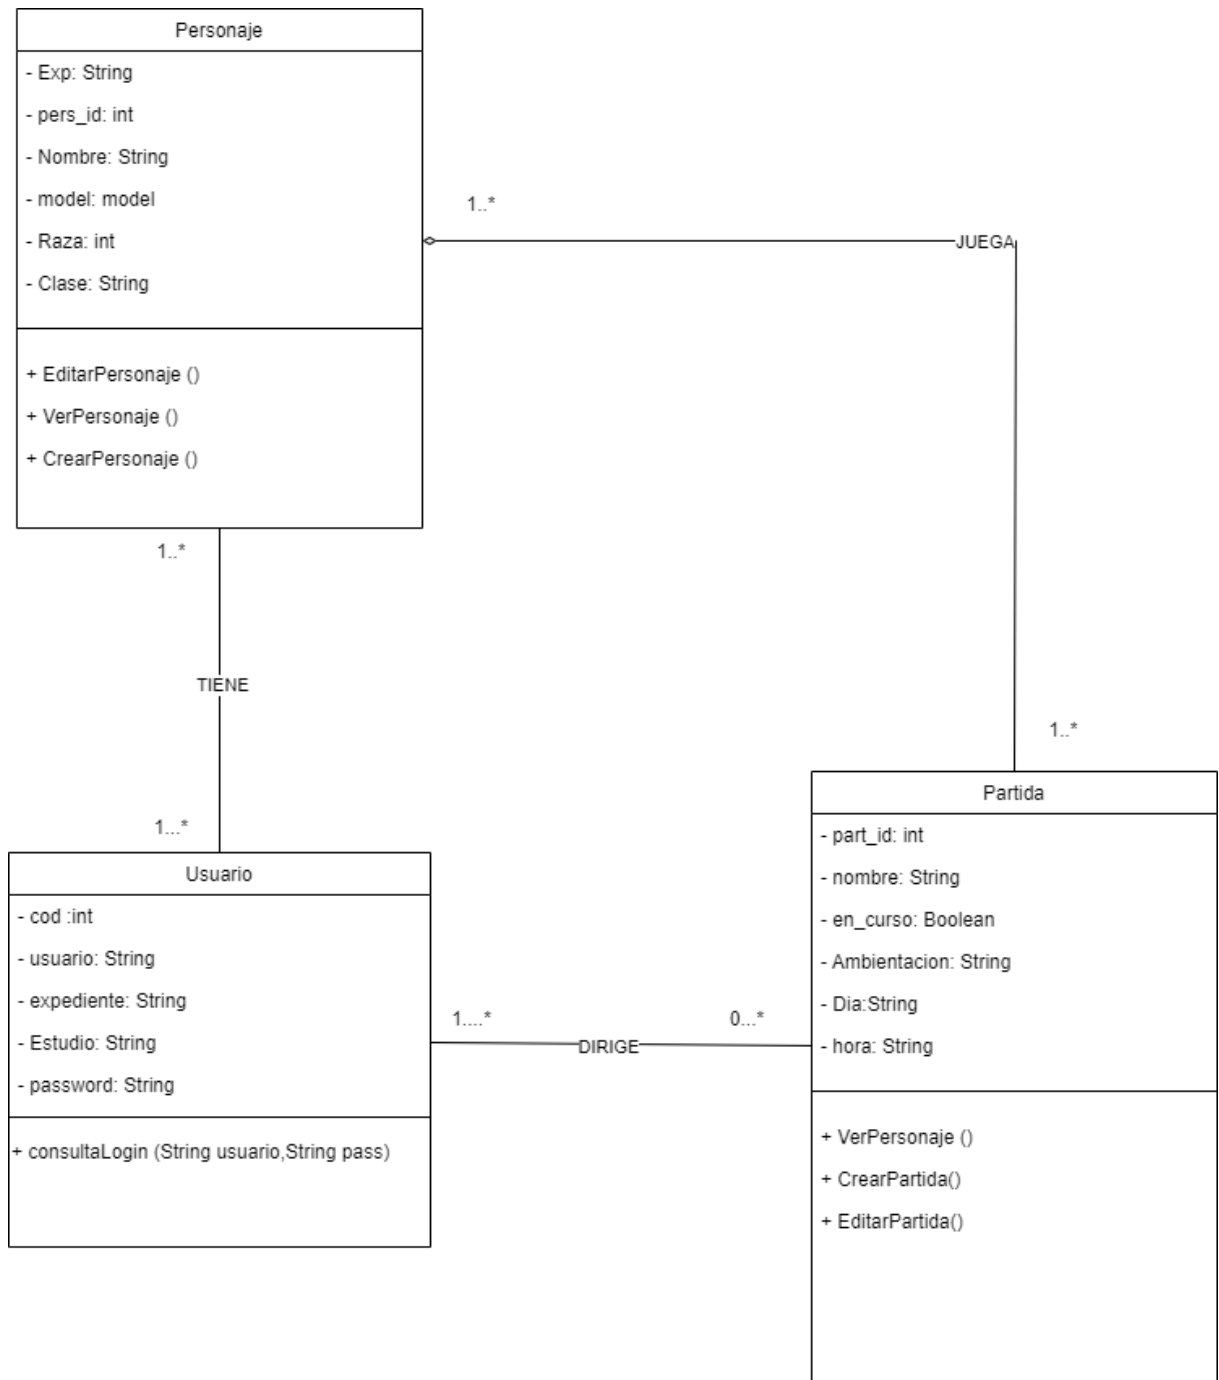 Personaje
- Exp: String
- pers_id: int
- Nombre: String
- model: model
- Raza: int
- Clase: String
+ EditarPersonaje ()
+ VerPersonaje ()
+ CrearPersonaje ()
1..*
JUEGA
1..*
1..*
TIENE
1...*
Usuario
- cod :int
- usuario: String
- expediente: String
- Estudio: String
- password: String
+ consultaLogin (String usuario,String pass)
1....*
DIRIGE
0...*
Partida
- part_id: int
- nombre: String
- en_curso: Boolean
- Ambientacion: String
- Dia:String
- hora: String
+ VerPersonaje ()
+ CrearPartida()
+ EditarPartida()